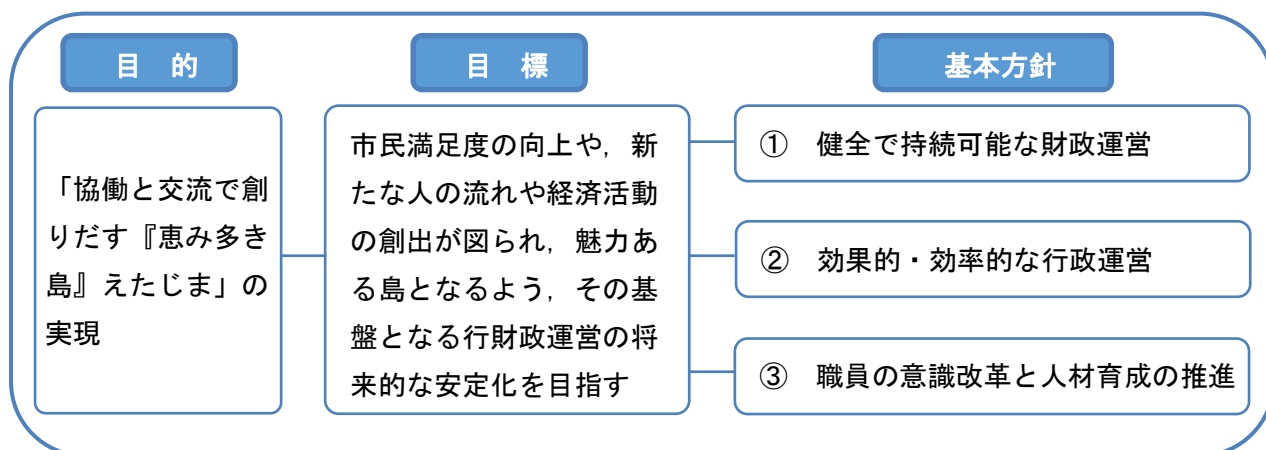 目 的
「協働と交流で創
りだす『恵み多き
島』えたじま」の
実現
目 標
市民満足度の向上や，新
たな人の流れや経済活動
の創出が図られ，魅力あ
る島となるよう，その基
盤となる行財政運営の将
来的な安定化を目指す
基本方針
① 健全で持続可能な財政運営
② 効果的・効率的な行政運営
③ 職員の意識改革と人材育成の推進